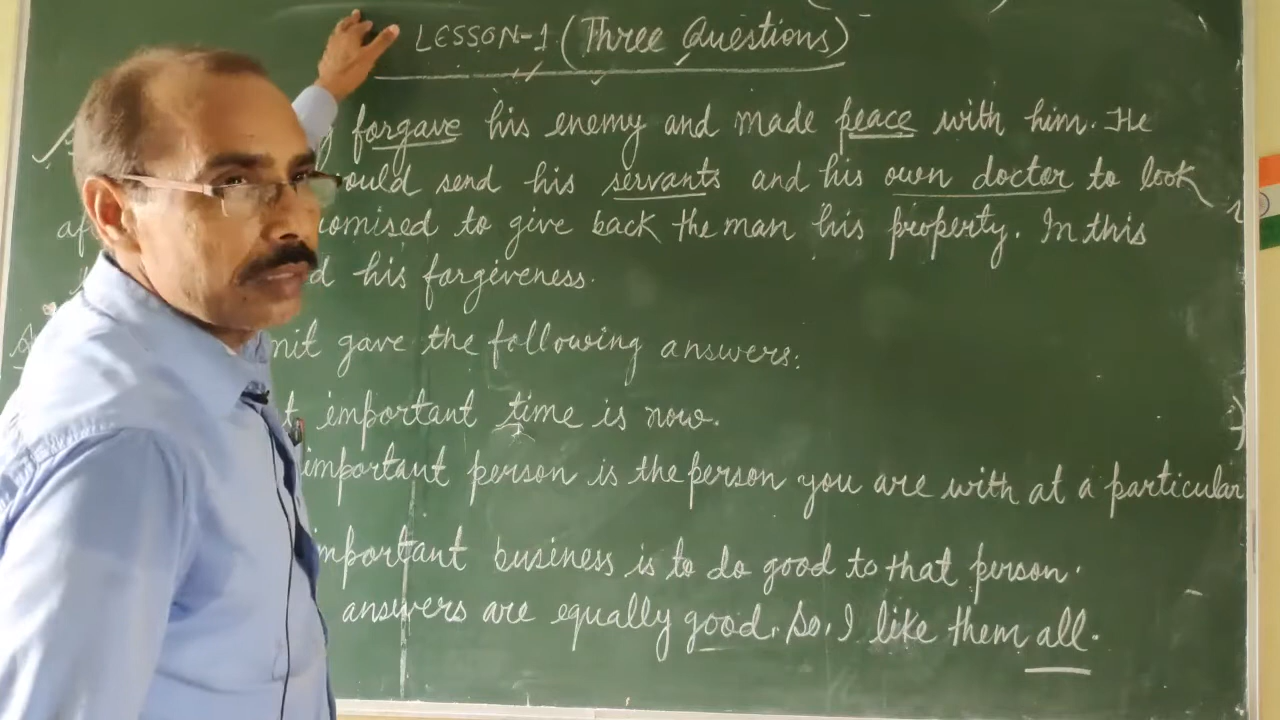 LESSON-1 (Three Questions)
forgave his enemy and made peace with him. He
ould send his servants and his own doctor to look
af omised to give back the man his property. In this
d his forgiveness.
mit gave the following answers:
t important time is now.
important person is the person you are with at a particular
mportant business is to do good to that person.
answers are equally good. So, I like them all.